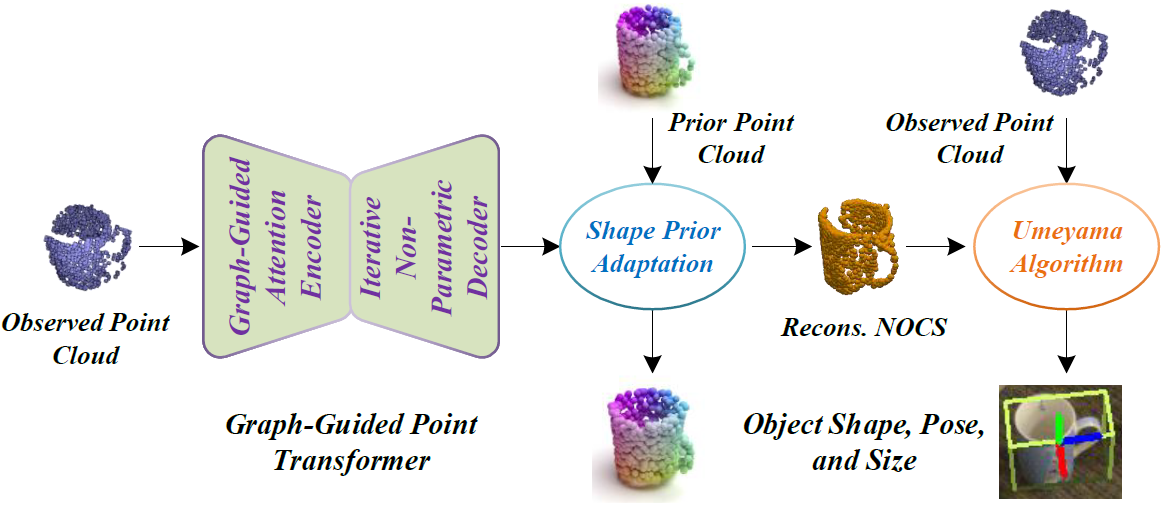 Prior Point
Cloud
Observed Point
Cloud
Graph-Guided
Attention
Encoder
Iterative
Non-
Parametric
Decoder
Shape Prior
Adaptation
Umeyama
Algorithm
Observed Point
Cloud
Recons. NOCS
Graph-Guided Point
Transformer
Object Shape, Pose,
and Size